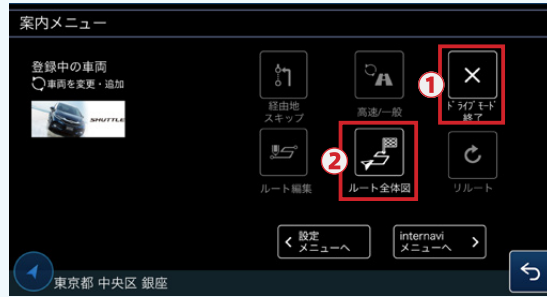 案内メニュー
登録中の車両
車両を変更・追加
SHUTTLE
経由地
スキップ
高速/一般
1
ドライブモード
終了
ルート編集
2
ルート全体図
リルート
設定
メニューへ
internavi
メニューへ
東京都 中央区 銀座